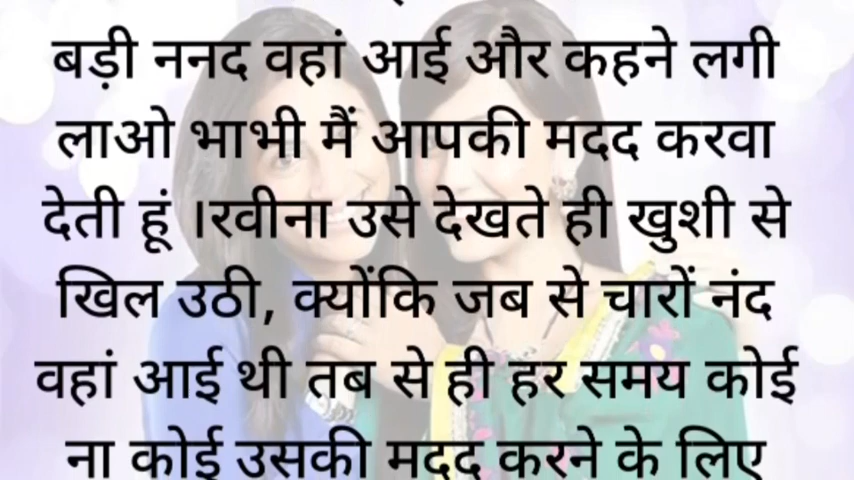 बड़ी ननद वहां आई और कहने लगी
लाओ भाभी मैं आपकी मदद करवा
देती हूं ।रवीना उसे देखते ही खुशी से
खिल उठी, क्योंकि जब से चारों नंद
वहां आई थी तब से ही हर समय कोई
ना कोई उसकी मदद करने के लिए